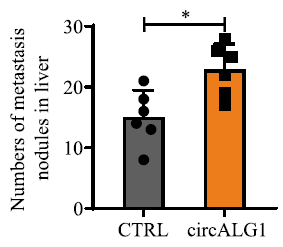 *
30
20
10
0
Numbers of metastasis
nodules in liver
CTRL circALG1